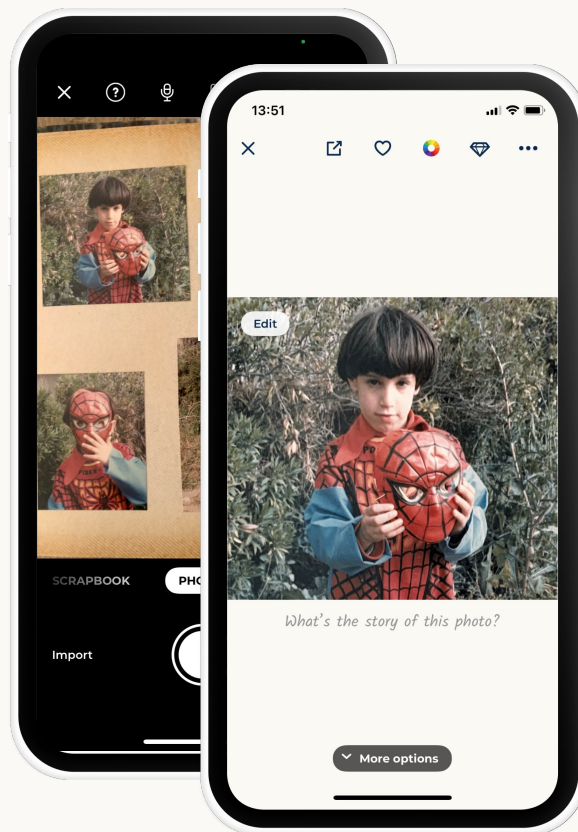 13:51
Edit
What's the story of this photo?
More options
SCRAPBOOK
Import